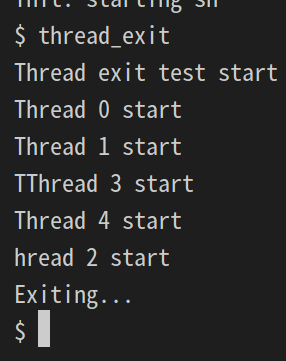 init: starting sh
$ thread_exit
Thread exit test start
Thread 0 start
Thread 1 start
TThread 3 start
Thread 4 start
hread 2 start
Exiting...
$